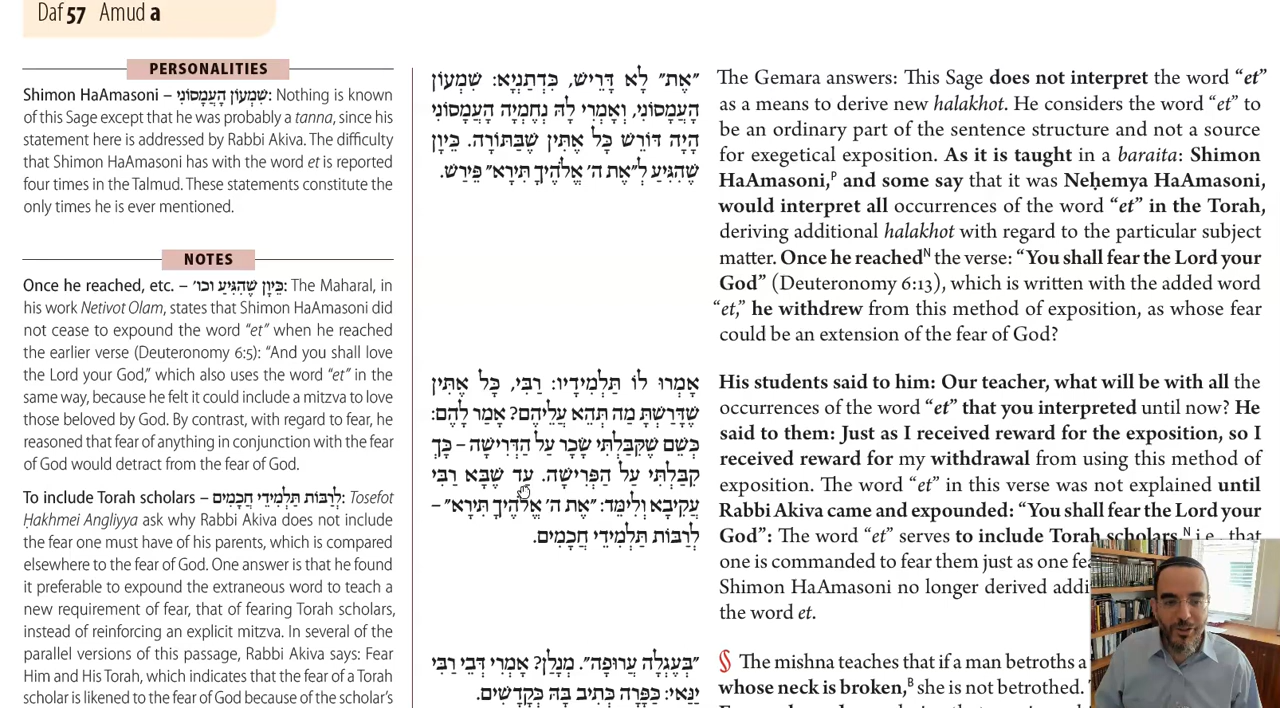 Daf 57 Amud a
PERSONALITIES
Shimon HaAmasoni – שִׁמְעוֹן הָעַמְסוֹנִי: Nothing is known
of this Sage except that he was probably a tanna, since his
statement here is addressed by Rabbi Akiva. The difficulty
that Shimon HaAmasoni has with the word et is reported
four times in the Talmud. These statements constitute the
only times he is ever mentioned.
NOTES
Once he reached, etc. – כֵּיוָן שֶׁהִגִּיעַ וכו׳: The Maharal, in
his work Netivot Olam, states that Shimon HaAmasoni did
not cease to expound the word “et” when he reached
the earlier verse (Deuteronomy 6:5): “And you shall love
the Lord your God,” which also uses the word “et” in the
same way, because he felt it could include a mitzva to love
those beloved by God. By contrast, with regard to fear, he
reasoned that fear of anything in conjunction with the fear
of God would detract from the fear of God.
To include Torah scholars – לְרַבּוֹת תַּלְמִידֵי חֲכָמִים: Tosefot
Ḥakhmei Angliyya ask why Rabbi Akiva does not include
the fear one must have of his parents, which is compared
elsewhere to the fear of God. One answer is that he found
it preferable to expound the extraneous word to teach a
new requirement of fear, that of fearing Torah scholars,
instead of reinforcing an explicit mitzva. In several of the
parallel versions of this passage, Rabbi Akiva says: Fear
Him and His Torah, which indicates that the fear of a Torah
scholar is likened to the fear of God because of the scholar’s
״אֶת״ לָא דָּרֵישׁ, כִּדְתַנְיָא: שִׁמְעוֹן
הָעַמְסוֹנִי, וְאָמְרִי לָהּ נְחֶמְיָה הָעַמְסוֹנִי
הָיָה דּוֹרֵשׁ כׇּל אֶתִּין שֶׁבַּתּוֹרָה. כֵּיוָן
שֶׁהִגִּיעַ לְ״אֶת ה׳ אֱלֹהֶיךָ תִּירָא״ פֵּירַשׁ.
אָמְרוּ לוֹ תַּלְמִידָיו: רַבִּי, כׇּל אֶתִּין
שֶׁדָּרַשְׁתָּ מַה תְּהֵא עֲלֵיהֶם? אָמַר לָהֶם:
כְּשֵׁם שֶׁקִּבַּלְתִּי שָׂכָר עַל הַדְּרִישָׁה – כָּךְ
קִבַּלְתִּי עַל הַפְּרִישָׁה. עַד שֶׁבָּא רַבִּי
עֲקִיבָא וְלִימֵּד: ״אֶת ה׳ אֱלֹהֶיךָ תִּירָא״ –
לְרַבּוֹת תַּלְמִידֵי חֲכָמִים.
״בְּעֶגְלָה עֲרוּפָה״. מְנָלַן? אָמְרִי דְּבֵי רַבִּי
יַנַּאי: כַּפָּרָה כְּתִיב בָּהּ כְּקָדָשִׁים.
The Gemara answers: This Sage does not interpret the word “et”
as a means to derive new halakhot. He considers the word “et” to
be an ordinary part of the sentence structure and not a source
for exegetical exposition. As it is taught in a baraita: Shimon
HaAmasoni,P and some say that it was Neḥemya HaAmasoni,
would interpret all occurrences of the word “et” in the Torah,
deriving additional halakhot with regard to the particular subject
matter. Once he reachedN the verse: “You shall fear the Lord your
God” (Deuteronomy 6:13), which is written with the added word
“et,” he withdrew from this method of exposition, as whose fear
could be an extension of the fear of God?
His students said to him: Our teacher, what will be with all the
occurrences of the word “et” that you interpreted until now? He
said to them: Just as I received reward for the exposition, so I
received reward for my withdrawal from using this method of
exposition. The word “et” in this verse was not explained until
Rabbi Akiva came and expounded: “You shall fear the Lord your
God”: The word “et” serves to include Torah scholars,N i.e., that
one is commanded to fear them just as one fea
Shimon HaAmasoni no longer derived addi
the word et.
§ The mishna teaches that if a man betroths a
whose neck is broken,B she is not betrothed.